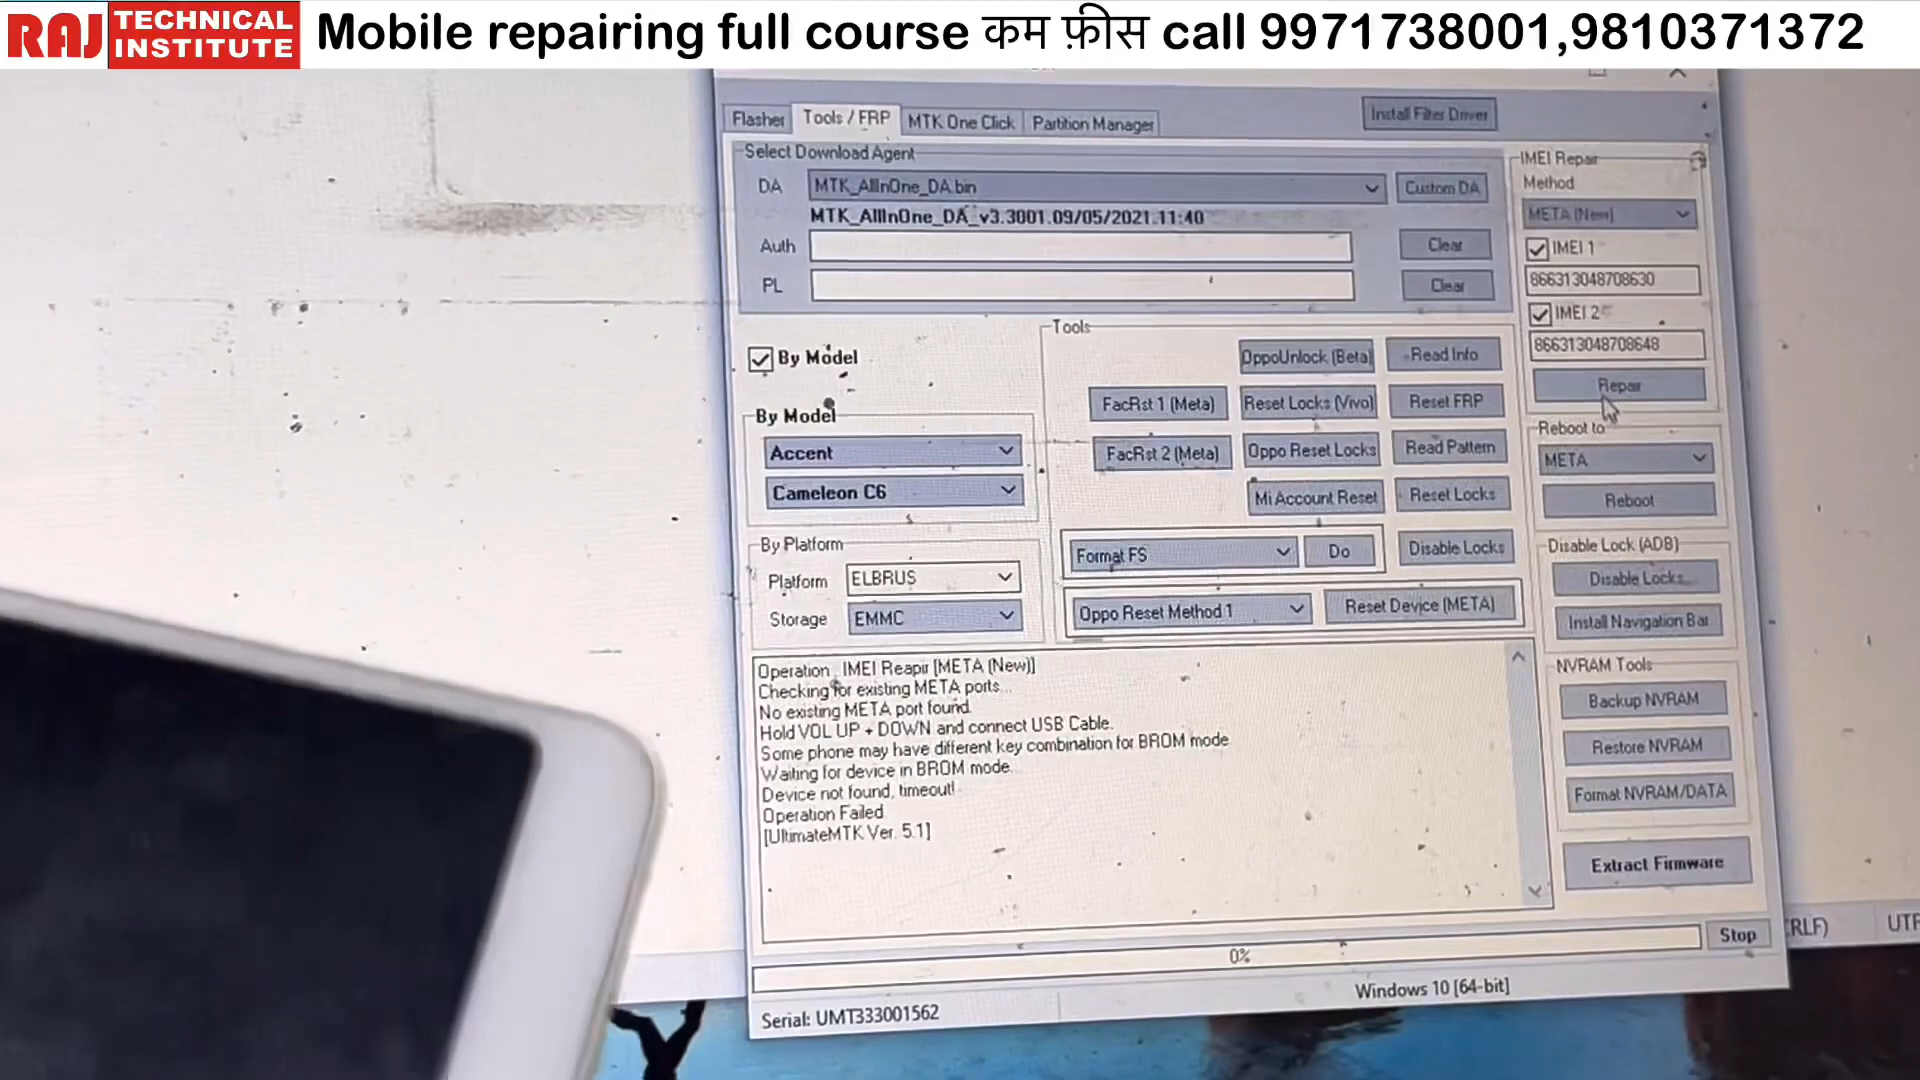 RAJ TECHNICAL INSTITUTE
Mobile repairing full course कम फ़ीस call 9971738001,9810371372
Flasher
Tools / FRP
MTK One Click
Partition Manager
Install Filter Driver
Select Download Agent
DA
MTK_AllInOne_DA.bin
Custom DA
MTK_AllInOne_DA_v3.3001.09/05/2021.11:40
Auth
Clear
PL
Clear
IMEI Repair
Method
META (New)
IMEI 1
866313048708630
IMEI 2
866313048708648
Repair
By Model
By Model
Accent
Cameleon C6
By Platform
Platform
ELBRUS
Storage
EMMC
Tools
OppoUnlock (Beta)
Read Info
FacRst 1 (Meta)
Reset Locks (Vivo)
Reset FRP
FacRst 2 (Meta)
Oppo Reset Locks
Read Pattern
Mi Account Reset
Reset Locks
Format FS
Do
Disable Locks
Oppo Reset Method 1
Reset Device (META)
Reboot to
META
Reboot
Disable Lock (ADB)
Disable Locks..
Install Navigation Bar
NVRAM Tools
Backup NVRAM
Restore NVRAM
Format NVRAM/DATA
Extract Firmware
Operation : IMEI Reapir [META (New)]
Checking for existing META ports...
No existing META port found.
Hold VOL UP + DOWN and connect USB Cable.
Some phone may have different key combination for BROM mode
Waiting for device in BROM mode...
Device not found, timeout!
Operation Failed
[UltimateMTK Ver. 5.1]
0%
Stop
Serial: UMT333001562
Windows 10 [64-bit]
CRLF)
UTF